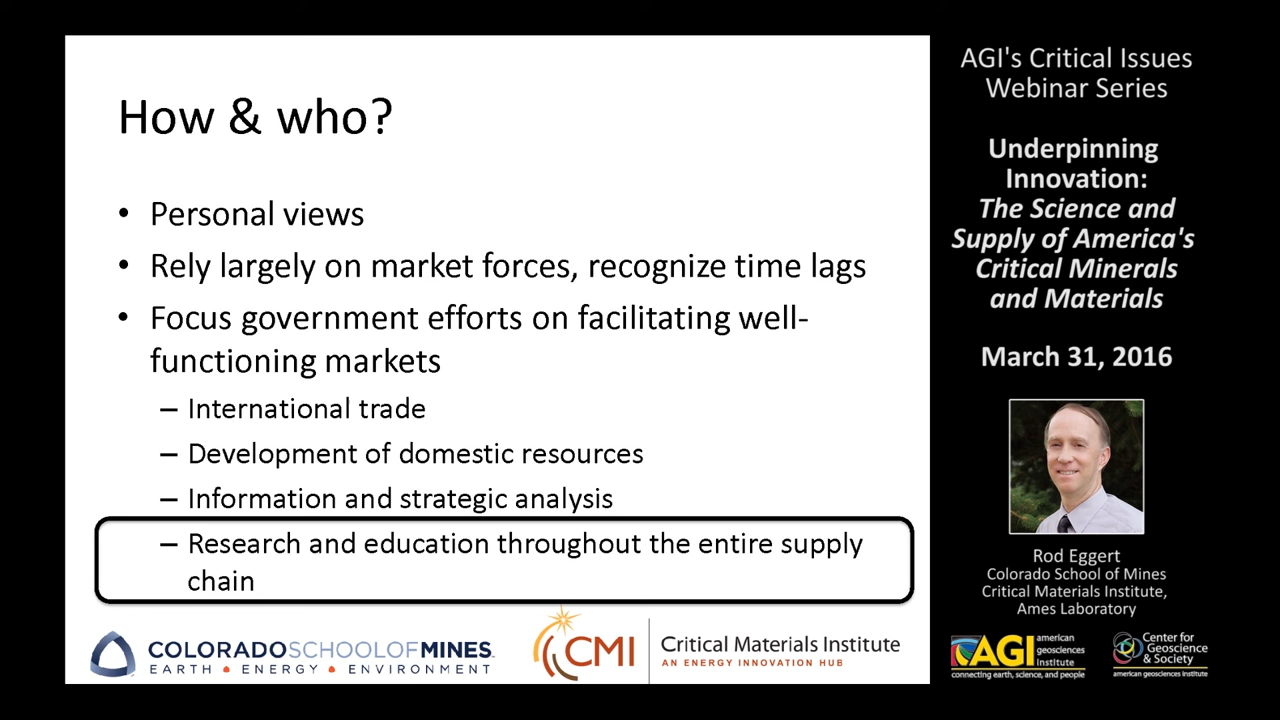 How & who?
• Personal views
• Rely largely on market forces, recognize time lags
• Focus government efforts on facilitating well-
functioning markets
– International trade
– Development of domestic resources
– Information and strategic analysis
– Research and education throughout the entire supply
chain
COLORADOSCHOOLOFMINES
EARTH • ENERGY • ENVIRONMENT
CMI
Critical Materials Institute
AN ENERGY INNOVATION HUB
AGI's Critical Issues
Webinar Series
Underpinning
Innovation:
The Science and
Supply of America's
Critical Minerals
and Materials
March 31, 2016
Rod Eggert
Colorado School of Mines
Critical Materials Institute,
Ames Laboratory
AGI
american
geosciences
institute
connecting earth, science, and people
Center for
Geoscience
& Society
american geosciences institute